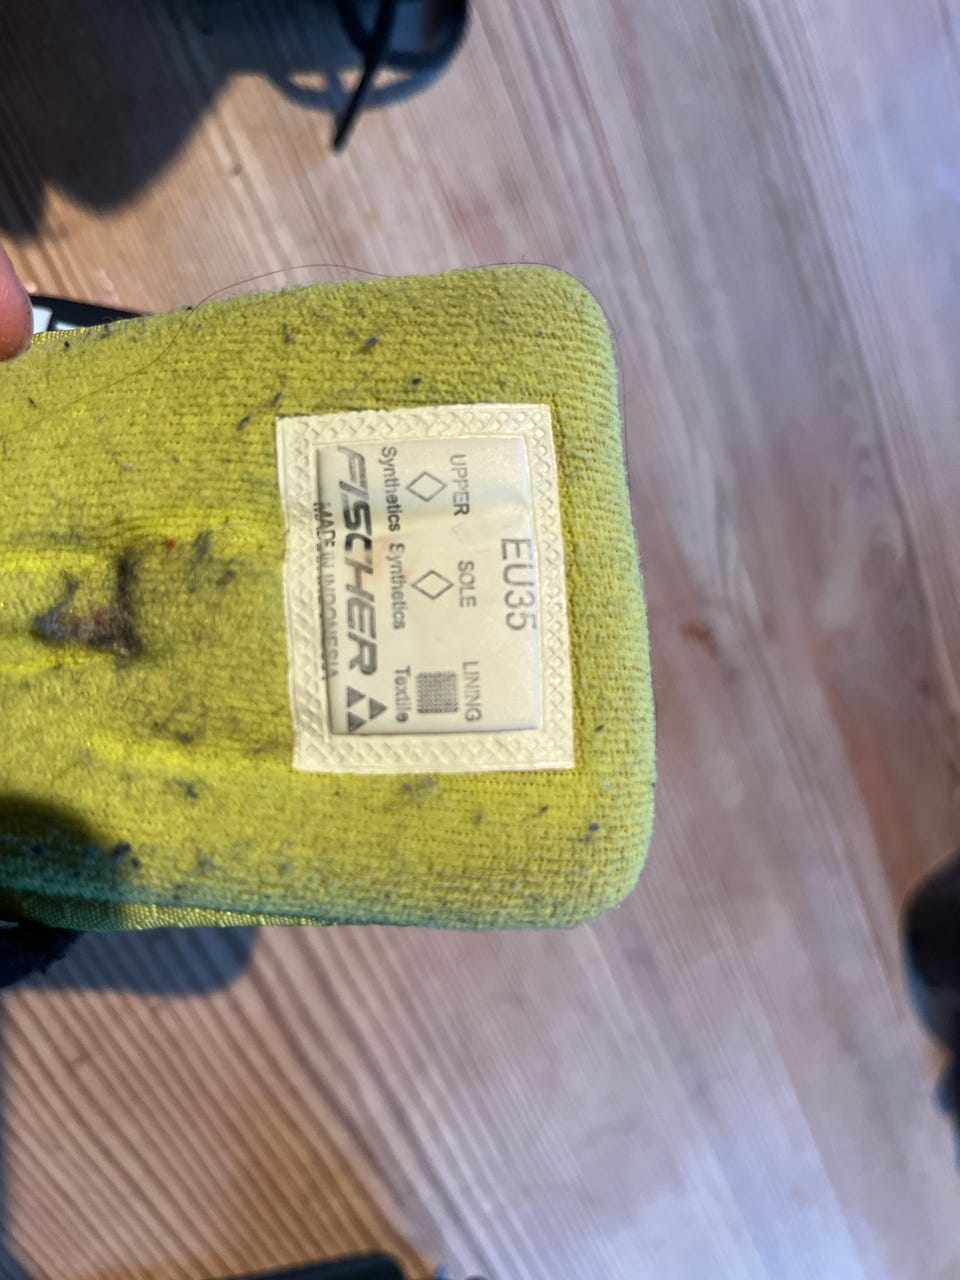 EU35
UPPER SOLE LINING
Synthetics Synthetics Textile
FISCHER
MADE IN INDONESIA